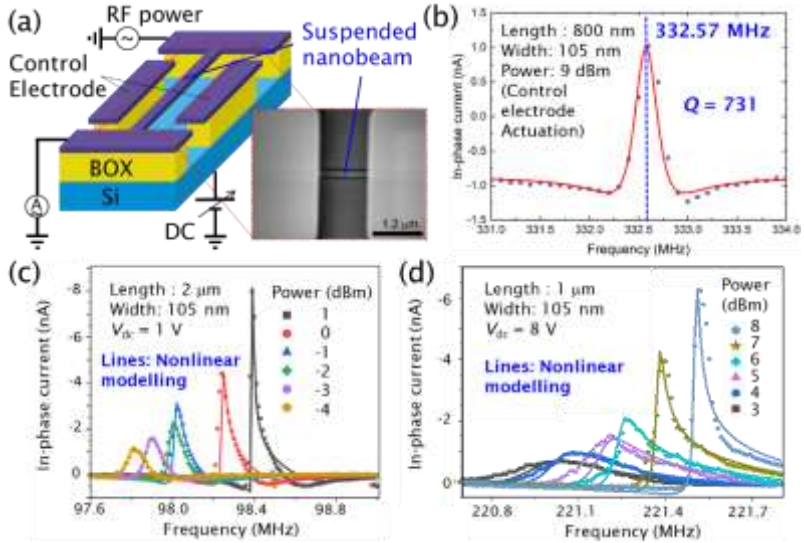 (a)
RF power
Suspended
nanobeam
Control
Electrode
BOX
Si
A
DC
1.2 μm
(b)
Length : 800 nm
Width: 105 nm
Power: 9 dBm
(Control
electrode
Actuation)
332.57 MHz
Q = 731
In-phase current (nA)
1.5
1.0
0.5
0.0
-0.5
-1.0
-1.5
331.0
331.5
332.0
332.5
333.0
333.5
334.0
Frequency (MHz)
(c)
Length : 2 μm
Width: 105 nm
Vdc = 1 V
Lines: Nonlinear
modelling
Power (dBm)
1
0
-1
-2
-3
-4
In-phase current (nA)
-8
-6
-4
-2
0
97.6
98.0
98.4
98.8
Frequency (MHz)
(d)
Length : 1 μm
Width: 105 nm
Vdc = 8 V
Lines: Nonlinear
modelling
Power
(dBm)
8
7
6
5
4
3
In-phase current (nA)
-6
-4
-2
0
220.8
221.1
221.4
221.7
Frequency (MHz)